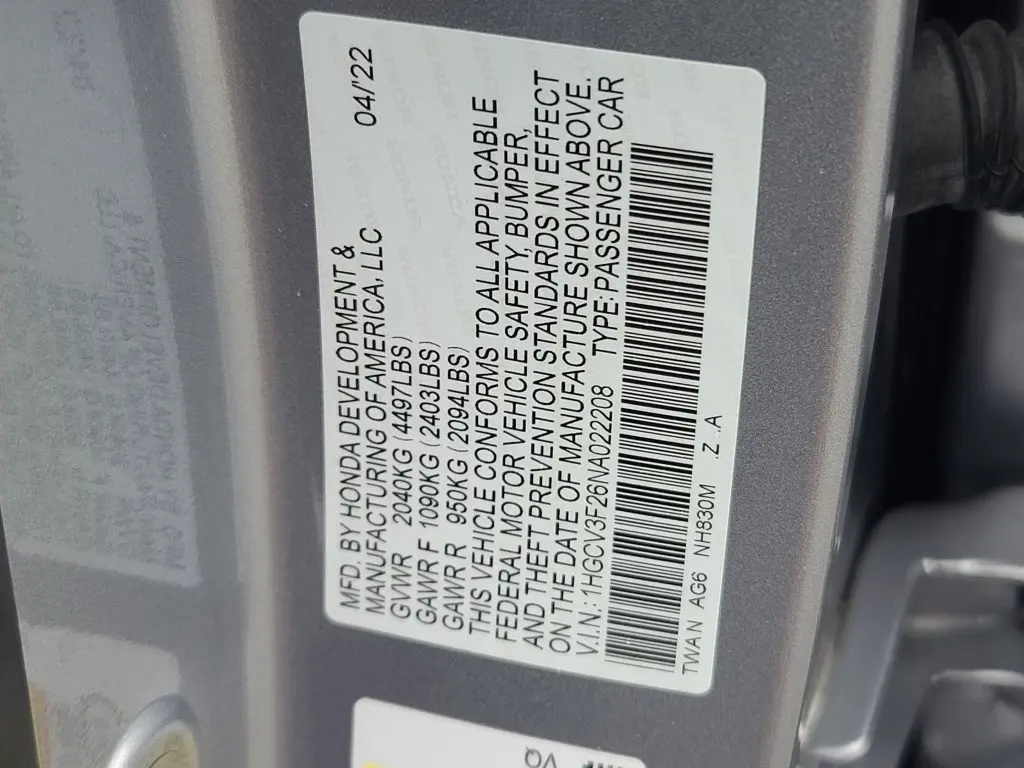 MFD. BY HONDA DEVELOPMENT & 04/'22
MANUFACTURING OF AMERICA, LLC
GVWR 2040KG (4497LBS)
GAWR F 1090KG (2403LBS)
GAWR R 950KG (2094LBS)
THIS VEHICLE CONFORMS TO ALL APPLICABLE
FEDERAL MOTOR VEHICLE SAFETY, BUMPER,
AND THEFT PREVENTION STANDARDS IN EFFECT
ON THE DATE OF MANUFACTURE SHOWN ABOVE.
V.I.N.: 1HGCV3F26NA022208 TYPE: PASSENGER CAR
TWAN AG6 NH830M .Z .A
VQ